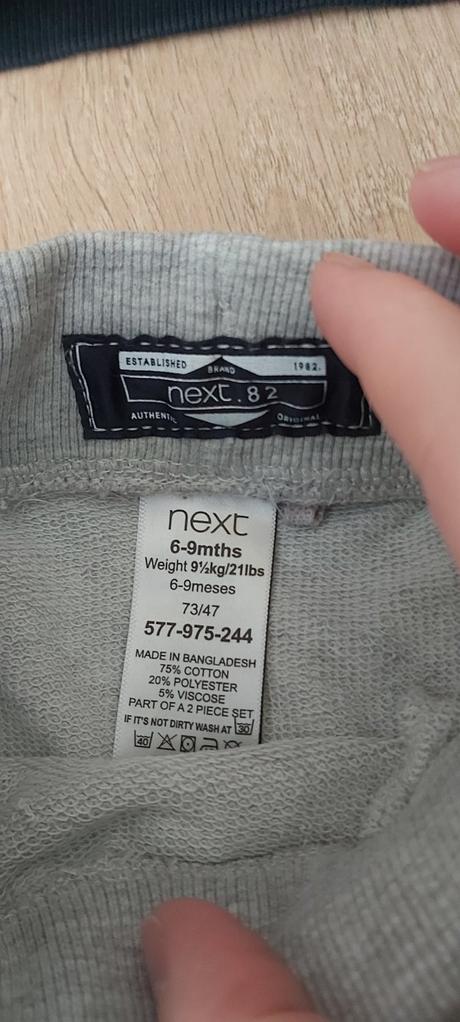 ESTABLISHED BRAND 1982.
next.82
AUTHENTIC ORIGINAL
next
6-9mths
Weight 9½kg/21lbs
6-9meses
73/47
577-975-244
MADE IN BANGLADESH
75% COTTON
20% POLYESTER
5% VISCOSE
PART OF A 2 PIECE SET
IF IT'S NOT DIRTY WASH AT 30
40